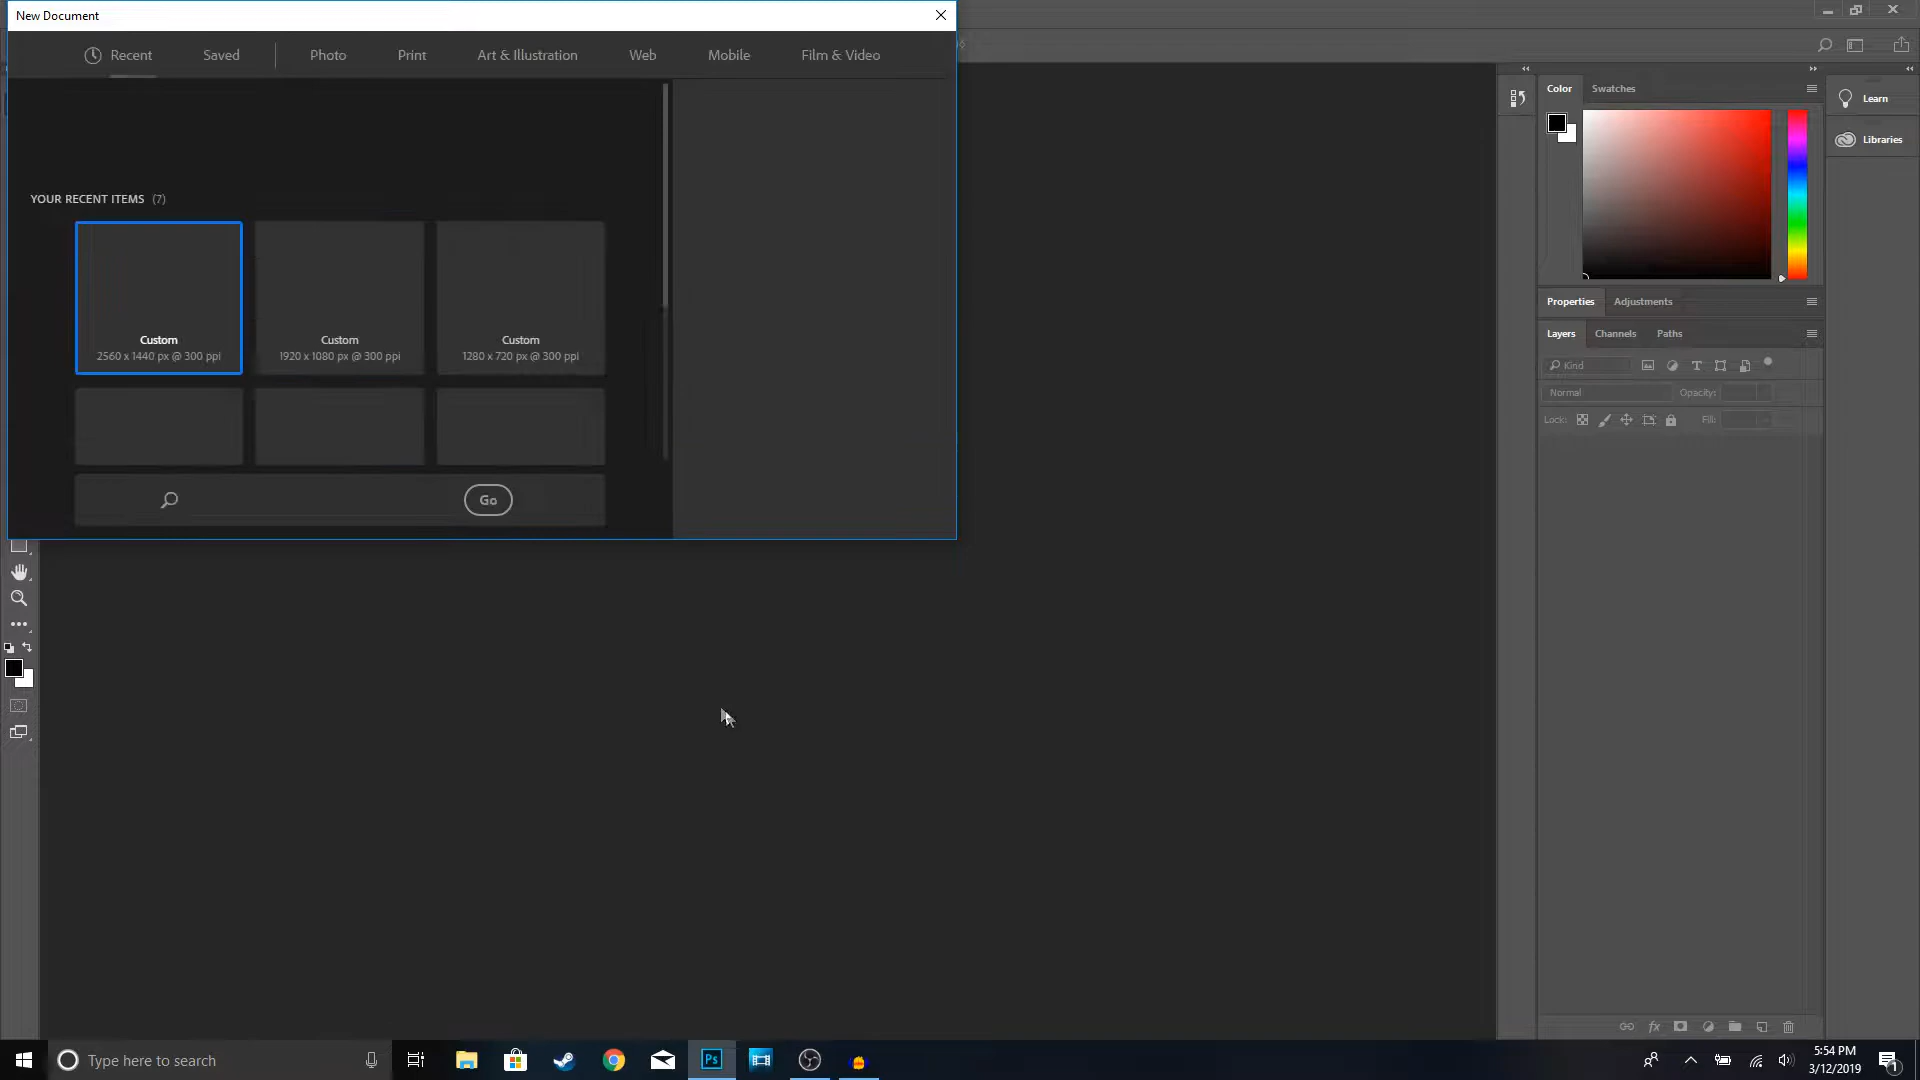 New Document
Recent
Saved
Photo
Print
Art & Illustration
Web
Mobile
Film & Video
YOUR RECENT ITEMS (7)
Custom
2560 x 1440 px @ 300 ppi
Custom
1920 x 1080 px @ 300 ppi
Custom
1280 x 720 px @ 300 ppi
Go
Color
Swatches
Learn
Libraries
Properties
Adjustments
Layers
Channels
Paths
Kind
Normal
Opacity:
Lock:
Fill:
fx
Type here to search
Ps
5:54 PM
3/12/2019
1